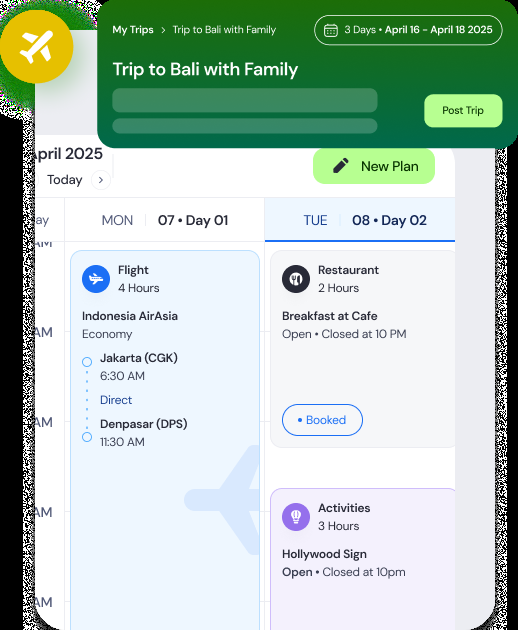 My Trips > Trip to Bali with Family
3 Days • April 16 - April 18 2025
Trip to Bali with Family
Post Trip
April 2025
Today >
New Plan
ay
MON 07 • Day 01
TUE 08 • Day 02
AM
Flight
4 Hours
Indonesia AirAsia
Economy
AM
Jakarta (CGK)
6:30 AM
Direct
Denpasar (DPS)
11:30 AM
AM
AM
AM
Restaurant
2 Hours
Breakfast at Cafe
Open • Closed at 10 PM
• Booked
Activities
3 Hours
Hollywood Sign
Open • Closed at 10pm